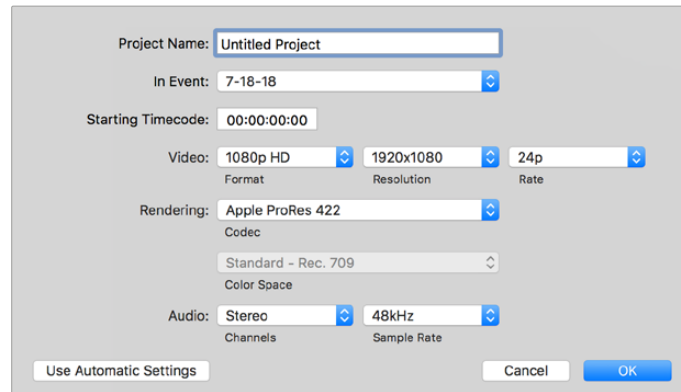 Project Name: Untitled Project
In Event: 7-18-18
Starting Timecode: 00:00:00:00
Video: 1080p HD 1920x1080 24p
Format Resolution Rate
Rendering: Apple ProRes 422
Codec
Standard - Rec. 709
Color Space
Audio: Stereo 48kHz
Channels Sample Rate
Use Automatic Settings Cancel OK